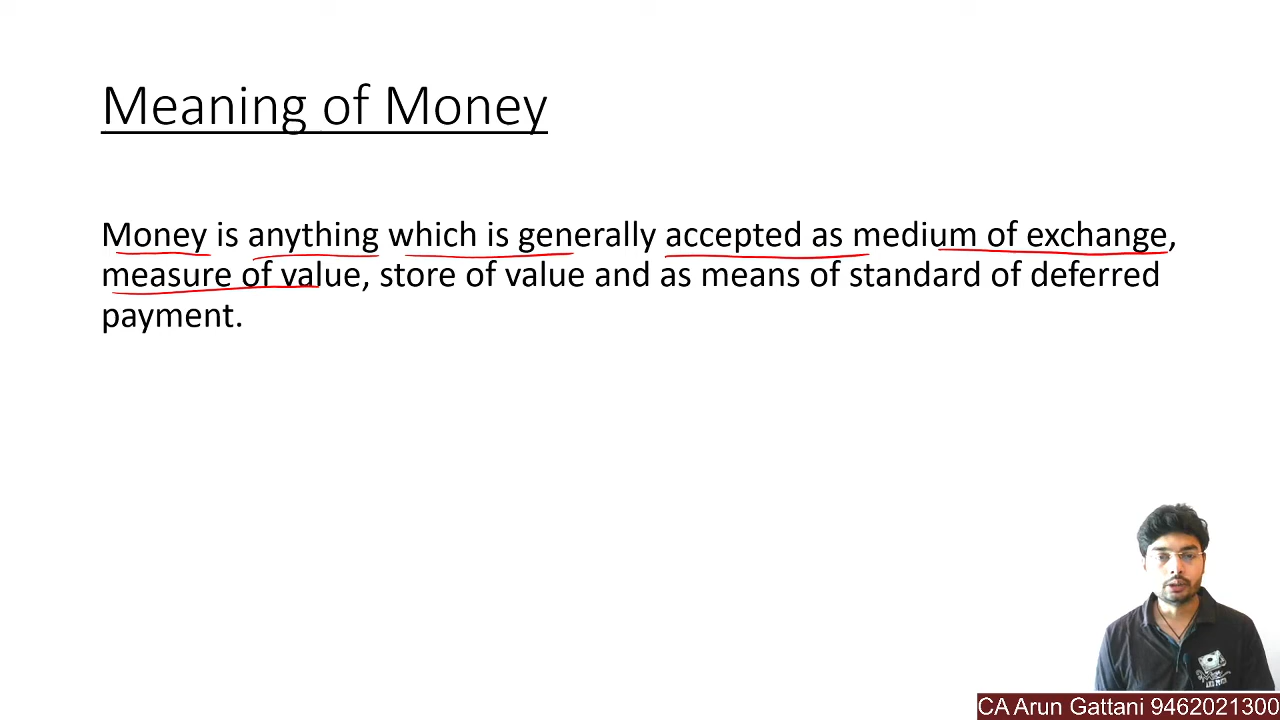 Meaning of Money
Money is anything which is generally accepted as medium of exchange,
measure of value, store of value and as means of standard of deferred
payment.
CA Arun Gattani 9462021300